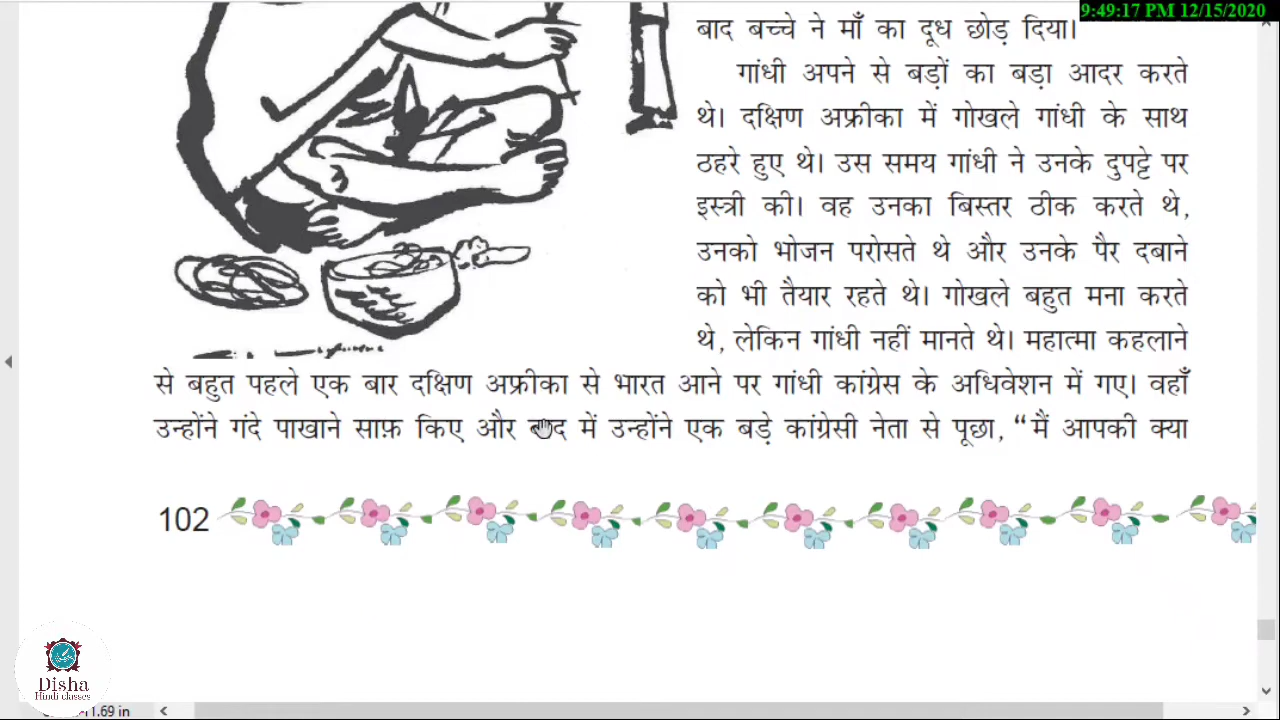 9:49:17 PM 12/15/2020
बाद बच्चे ने माँ का दूध छोड़ दिया।
गांधी अपने से बड़ों का बड़ा आदर करते
थे। दक्षिण अफ्रीका में गोखले गांधी के साथ
ठहरे हुए थे। उस समय गांधी ने उनके दुपट्टे पर
इस्त्री की। वह उनका बिस्तर ठीक करते थे,
उनको भोजन परोसते थे और उनके पैर दबाने
को भी तैयार रहते थे। गोखले बहुत मना करते
थे, लेकिन गांधी नहीं मानते थे। महात्मा कहलाने
से बहुत पहले एक बार दक्षिण अफ्रीका से भारत आने पर गांधी कांग्रेस के अधिवेशन में गए। वहाँ
उन्होंने गंदे पाखाने साफ़ किए और बाद में उन्होंने एक बड़े कांग्रेसी नेता से पूछा, “मैं आपकी क्या
102
Disha
Hindi classes
11.69 in